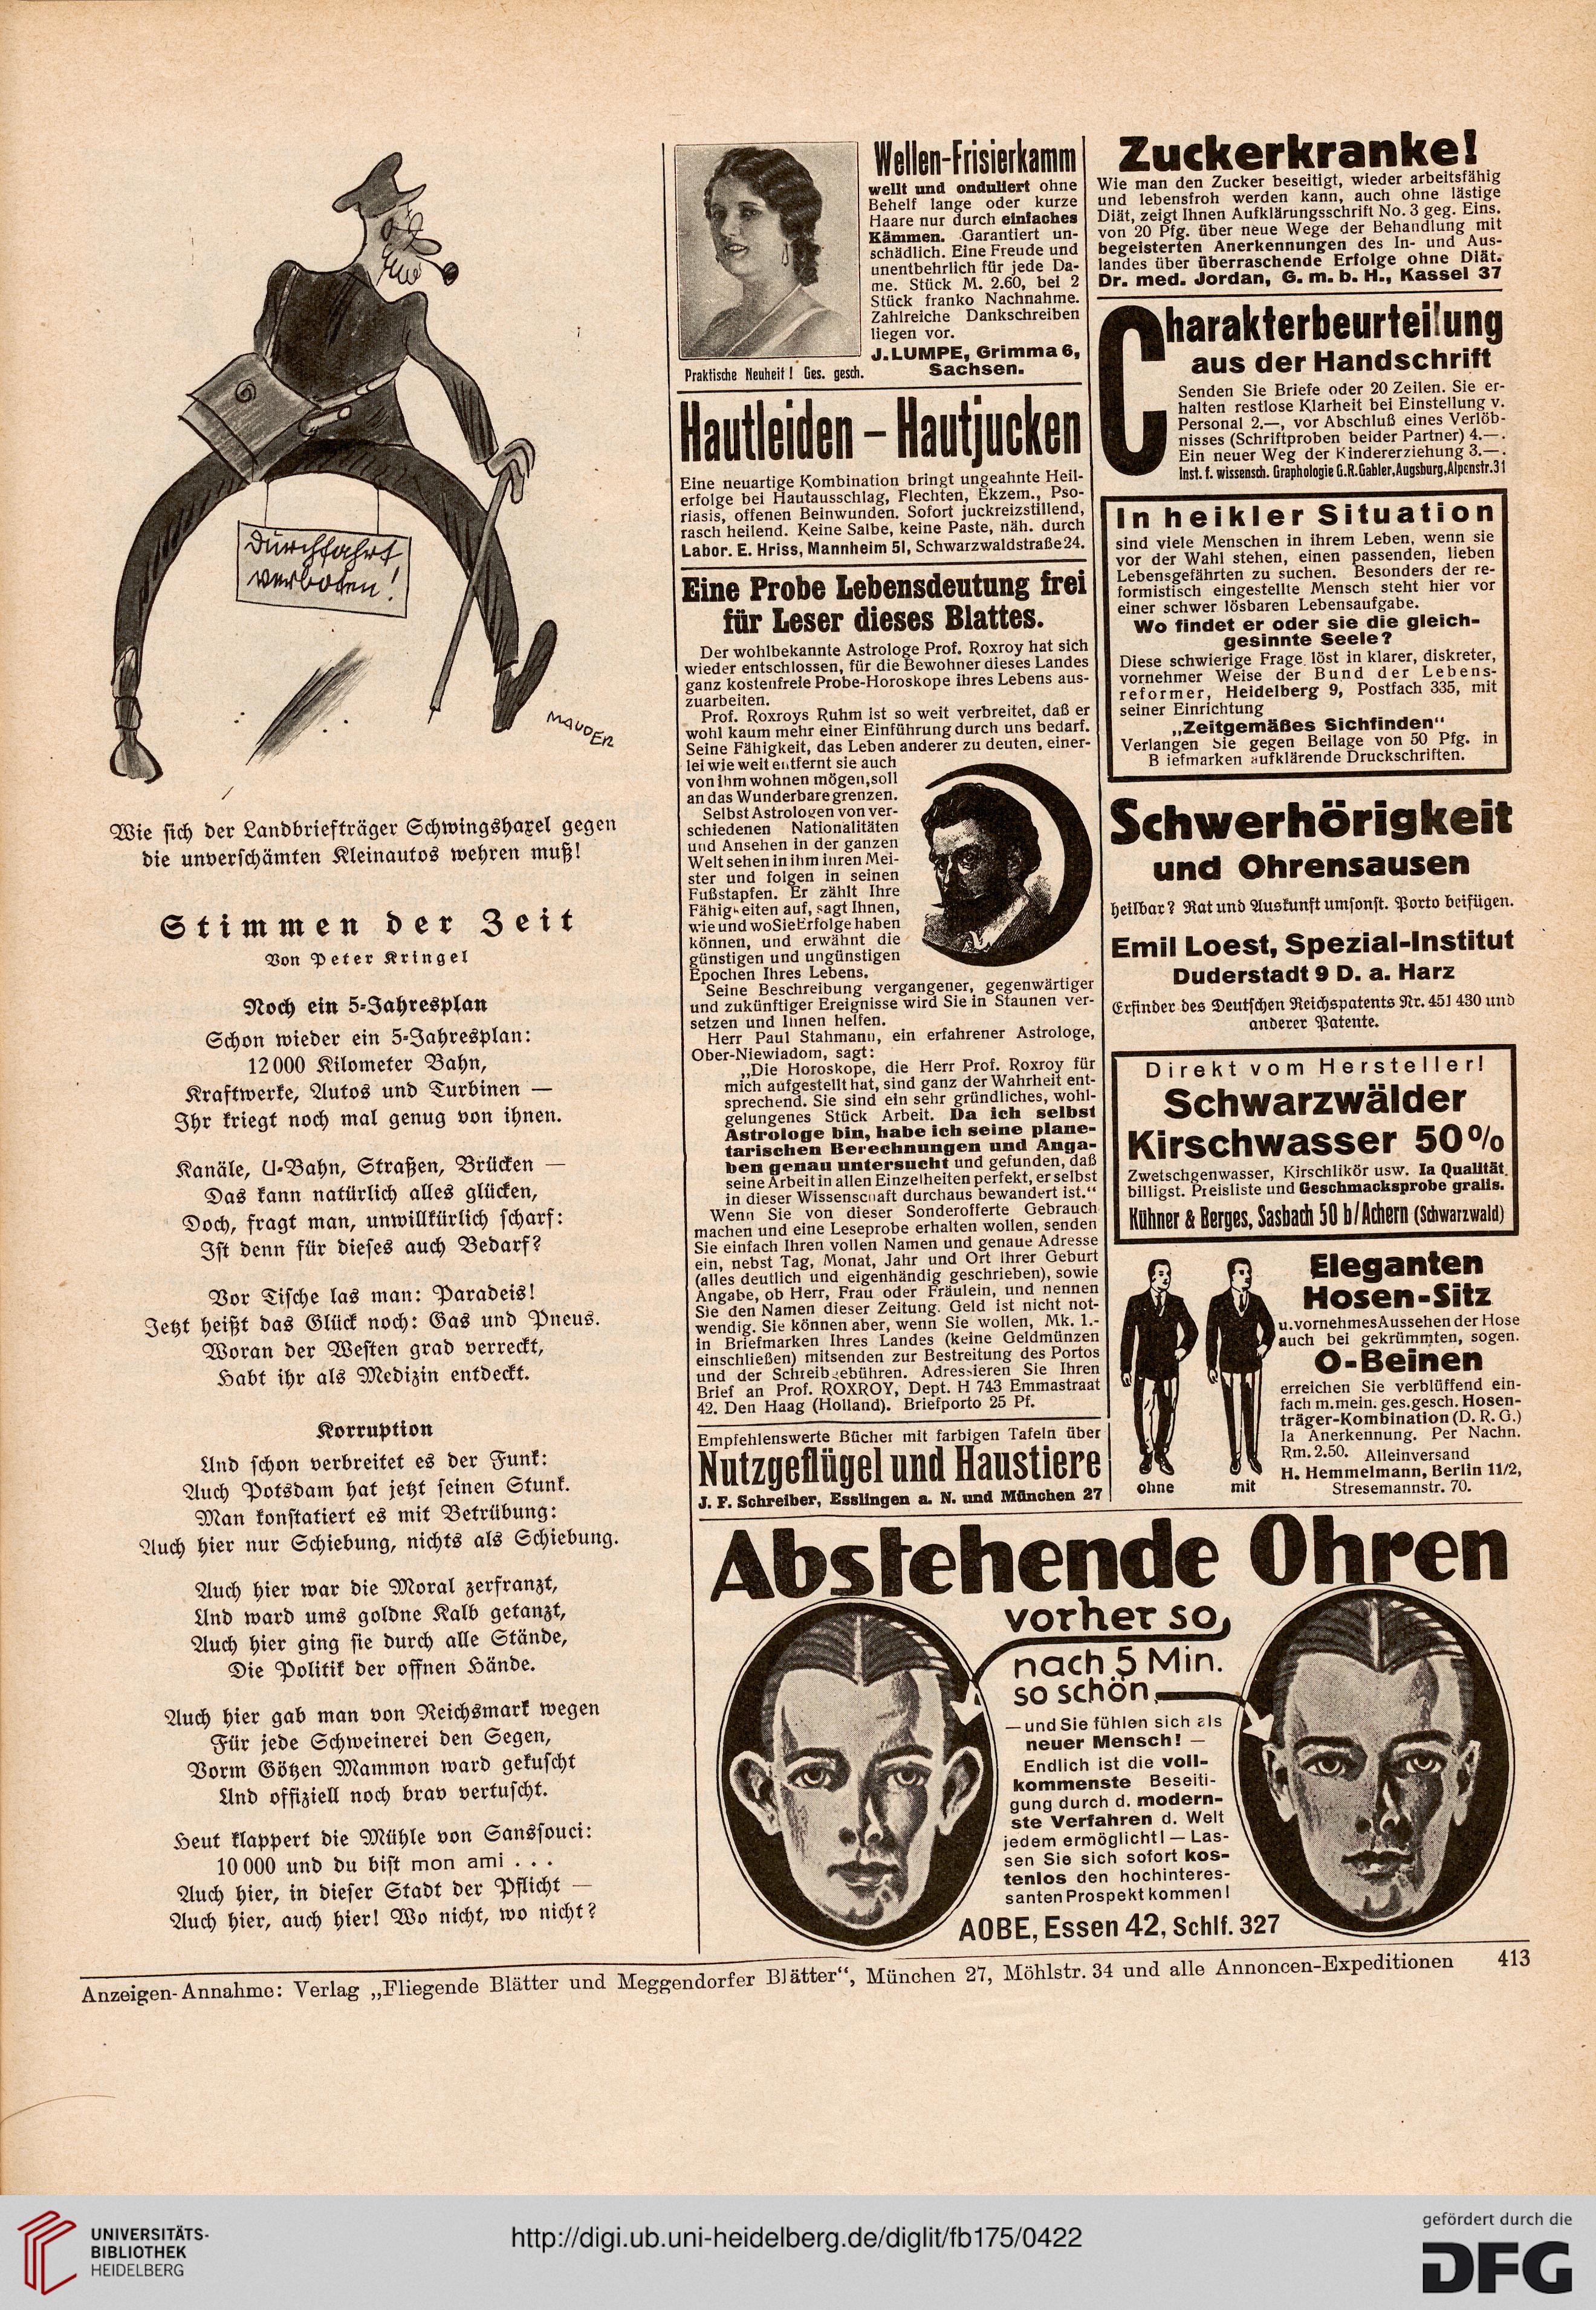 Durchfahrt
verboten!
MAUDER
Wie sich der Landbriefträger Schwingshaxel gegen
die unverschämten Kleinautos wehren muß!
Stimmen der Zeit
Von Peter Kringel
Noch ein 5-Jahresplan
Schon wieder ein 5-Jahresplan:
12000 Kilometer Bahn,
Kraftwerke, Autos und Turbinen —
Ihr kriegt noch mal genug von ihnen.
Kanäle, U-Bahn, Straßen, Brücken —
Das kann natürlich alles glücken,
Doch, fragt man, unwillkürlich scharf:
Ist denn für dieses auch Bedarf?
Vor Tische las man: Paradeis!
Jetzt heißt das Glück noch: Gas und Pneus.
Woran der Westen grad verreckt,
Habt ihr als Medizin entdeckt.
Korruption
Und schon verbreitet es der Funk:
Auch Potsdam hat jetzt seinen Stunk.
Man konstatiert es mit Betrübung:
Auch hier nur Schiebung, nichts als Schiebung.
Auch hier war die Moral zerfranzt,
Und ward ums goldne Kalb getanzt,
Auch hier ging sie durch alle Stände,
Die Politik der offnen Hände.
Auch hier gab man von Reichsmark wegen
Für jede Schweinerei den Segen,
Vorm Götzen Mammon ward gekuscht
Und offiziell noch brav vertuscht.
Heut klappert die Mühle von Sanssouci:
10000 und du bist mon ami . . .
Auch hier, in dieser Stadt der Pflicht —
Auch hier, auch hier! Wo nicht, wo nicht?
Praktische Neuheit! Ges. gesch.
Wellen-Frisierkamm
wellt und onduliert ohne
Behelf lange oder kurze
Haare nur durch einfaches
Kämmen. Garantiert un-
schädlich. Eine Freude und
unentbehrlich für jede Da-
me. Stück M. 2.60, bei 2
Stück franko Nachnahme.
Zahlreiche Dankschreiben
liegen vor.
J. LUMPE, Grimma 6,
Sachsen.
Hautleiden – Hautjucken
Eine neuartige Kombination bringt ungeahnte Heil-
erfolge bei Hautausschlag, Flechten, Ekzem., Pso-
riasis, offenen Beinwunden. Sofort juckreizstillend,
rasch heilend. Keine Salbe, keine Paste, näh. durch
Labor. E. Hriss, Mannheim 51, Schwarzwaldstraße 24.
Eine Probe Lebensdeutung frei
für Leser dieses Blattes.
Der wohlbekannte Astrologe Prof. Roxroy hat sich
wieder entschlossen, für die Bewohner dieses Landes
ganz kostenfreie Probe-Horoskope ihres Lebens aus-
zuarbeiten.
Prof. Roxroys Ruhm ist so weit verbreitet, daß er
wohl kaum mehr einer Einführung durch uns bedarf.
Seine Fähigkeit, das Leben anderer zu deuten, einer-
lei wie weit entfernt sie auch
von ihm wohnen mögen, soll
an das Wunderbare grenzen.
Selbst Astrologen von ver-
schiedenen Nationalitäten
und Ansehen in der ganzen
Welt sehen in ihm ihren Mei-
ster und folgen in seinen
Fußstapfen. Er zählt Ihre
Fähigkeiten auf, sagt Ihnen,
wie und wo Sie Erfolge haben
können, und erwähnt die
günstigen und ungünstigen
Epochen Ihres Lebens.
Seine Beschreibung vergangener, gegenwärtiger
und zukünftiger Ereignisse wird Sie in Staunen ver-
setzen und Ihnen helfen.
Herr Paul Stahmann, ein erfahrener Astrologe,
Ober-Niewiadom, sagt:
„Die Horoskope, die Herr Prof. Roxroy für
mich aufgestellt hat, sind ganz der Wahrheit ent-
sprechend. Sie sind ein sehr gründliches, wohl-
gelungenes Stück Arbeit. Da ich selbst
Astrologe bin, habe ich seine plane-
tarischen Berechnungen und Anga-
ben genau untersucht und gefunden, daß
seine Arbeit in allen Einzelheiten perfekt, er selbst
in dieser Wissenschaft durchaus bewandert ist.“
Wenn Sie von dieser Sonderofferte Gebrauch
machen und eine Leseprobe erhalten wollen, senden
Sie einfach Ihren vollen Namen und genaue Adresse
ein, nebst Tag, Monat, Jahr und Ort Ihrer Geburt
(alles deutlich und eigenhändig geschrieben), sowie
Angabe, ob Herr, Frau oder Fräulein, und nennen
Sie den Namen dieser Zeitung. Geld ist nicht not-
wendig. Sie können aber, wenn Sie wollen, Mk. 1.-
in Briefmarken Ihres Landes (keine Geldmünzen
einschließen) mitsenden zur Bestreitung des Portos
und der Schreibgebühren. Adressieren Sie Ihren
Brief an Prof. ROXROY, Dept. H 743 Emmastraat
42. Den Haag (Holland). Briefporto 25 Pf.
Empfehlenswerte Bücher mit farbigen Tafeln über
Nutzgeflügel und Haustiere
J. F. Schreiber, Esslingen a. N. und München 27
Zuckerkranke!
Wie man den Zucker beseitigt, wieder arbeitsfähig
und lebensfroh werden kann, auch ohne lästige
Diät, zeigt Ihnen Aufklärungsschrift No. 3 geg. Eins.
von 20 Pfg. über neue Wege der Behandlung mit
begeisterten Anerkennungen des In- und Aus-
landes über überraschende Erfolge ohne Diät.
Dr. med. Jordan, G. m. b. H., Kassel 37
Charakterbeurteilung
aus der Handschrift
Senden Sie Briefe oder 20 Zeilen. Sie er-
halten restlose Klarheit bei Einstellung v.
Personal 2.—, vor Abschluß eines Verlöb-
nisses (Schriftproben beider Partner) 4.—.
Ein neuer Weg der Kindererziehung 3.—.
Inst. f. wissensch. Graphologie G. R. Gabler, Augsburg, Alpenstr. 31
In heikler Situation
sind viele Menschen in ihrem Leben, wenn sie
vor der Wahl stehen, einen passenden, lieben
Lebensgefährten zu suchen. Besonders der re-
formistisch eingestellte Mensch steht hier vor
einer schwer lösbaren Lebensaufgabe.
Wo findet er oder sie die gleich-
gesinnte Seele?
Diese schwierige Frage löst in klarer, diskreter,
vornehmer Weise der Bund der Lebens-
reformer, Heidelberg 9, Postfach 335, mit
seiner Einrichtung
„Zeitgemäßes Sichfinden“
Verlangen Sie gegen Beilage von 50 Pfg. in
B iefmarken aufklärende Druckschriften.
Schwerhörigkeit
und Ohrensausen
heilbar? Rat und Auskunft umsonst. Porto beifügen.
Emil Loest, Spezial-Institut
Duderstadt 9 D. a. Harz
Erfinder des Deutschen Reichspatents Nr. 451 430 und
anderer Patente.
Direkt vom Hersteller!
Schwarzwälder
Kirschwasser 50%
Zwetschgenwasser, Kirschlikör usw. Ia Qualität.
billigst. Preisliste und Geschmacksprobe gratis.
Kühner & Berges, Sasbach 50 b/Achern (Schwarzwald)
Eleganten
Hosen-Sitz
u. vornehmes Aussehen der Hose
auch bei gekrümmten, sogen.
O-Beinen
erreichen Sie verblüffend ein-
fach m. mein. ges. gesch. Hosen-
träger-Kombination (D. R. G.)
Ia Anerkennung. Per Nachn.
Rm. 2.50. Alleinversand
H. Hemmelmann, Berlin 11/2,
Stresemannstr. 70.
ohne mit
Abstehende Ohren
vorher so,
nach 5 Min.
so schön
— und Sie fühlen sich als
neuer Mensch! —
Endlich ist die voll-
kommenste Beseiti-
gung durch d. modern-
ste Verfahren d. Welt
jedem ermöglicht! — Las-
sen Sie sich sofort kos-
tenlos den hochinteres-
santen Prospekt kommen!
AOBE, Essen 42, Schlf. 327
Anzeigen-Annahme: Verlag „Fliegende Blätter und Meggendorfer Blätter“, München 27, Möhlstr. 34 und alle Annoncen-Expeditionen 413
UNIVERSITÄTS-
BIBLIOTHEK
HEIDELBERG
http://digi.ub.uni-heidelberg.de/diglit/fb175/0422
gefördert durch die
DFG